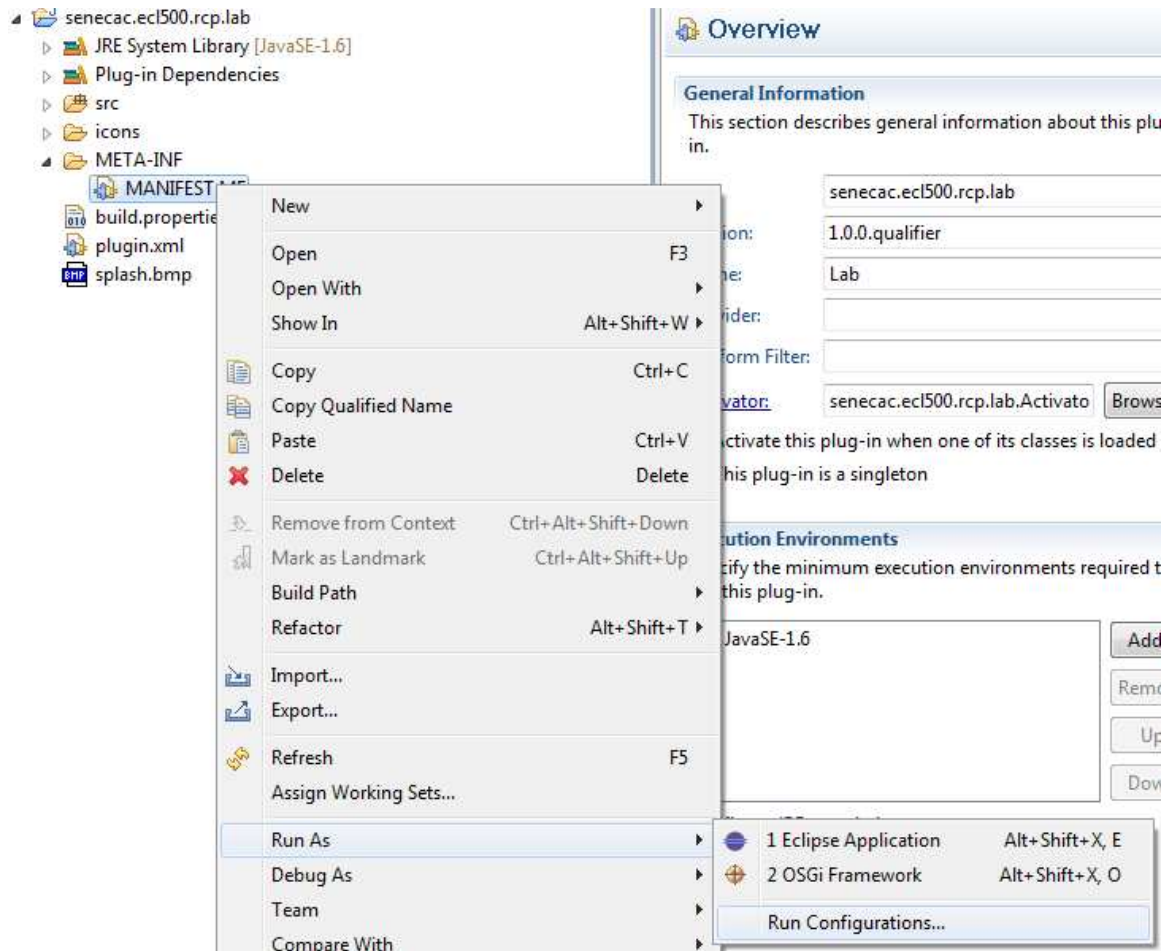 senecac.ecl500.rcp.lab
JRE System Library [JavaSE-1.6]
Plug-in Dependencies
src
icons
META-INF
MANIFEST
build.propertie
plugin.xml
splash.bmp
New
Open F3
Open With
Show In Alt+Shift+W
Copy Ctrl+C
Copy Qualified Name
Paste Ctrl+V
Delete Delete
Remove from Context Ctrl+Alt+Shift+Down
Mark as Landmark Ctrl+Alt+Shift+Up
Build Path
Refactor Alt+Shift+T
Import...
Export...
Refresh F5
Assign Working Sets...
Run As
Debug As
Team
Compare With
1 Eclipse Application Alt+Shift+X, E
2 OSGi Framework Alt+Shift+X, O
Run Configurations...
Overview
General Information
This section describes general information about this plu
in.
senecac.ecl500.rcp.lab
ion: 1.0.0.qualifier
ne: Lab
vider:
form Filter:
vator: senecac.ecl500.rcp.lab.Activato Brows
ctivate this plug-in when one of its classes is loaded
his plug-in is a singleton
cution Environments
cify the minimum execution environments required t
this plug-in.
JavaSE-1.6
Add
Remo
Up
Dow